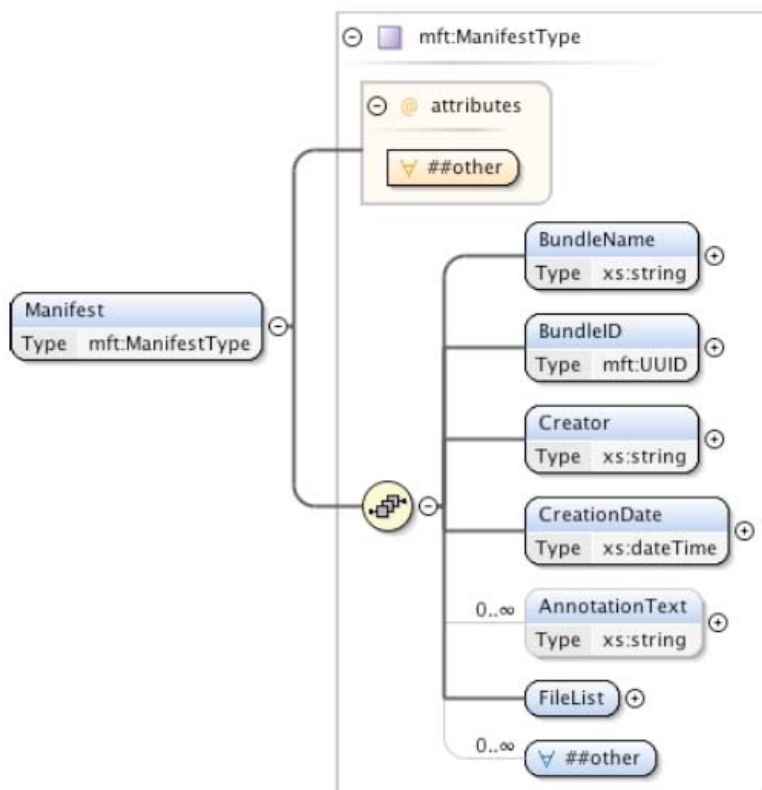 mft:ManifestType
@ attributes
∀ ##other
BundleName
Type xs:string
Manifest
Type mft:ManifestType
BundleID
Type mft:UUID
Creator
Type xs:string
CreationDate
Type xs:dateTime
0..∞
AnnotationText
Type xs:string
FileList
0..∞
∀ ##other